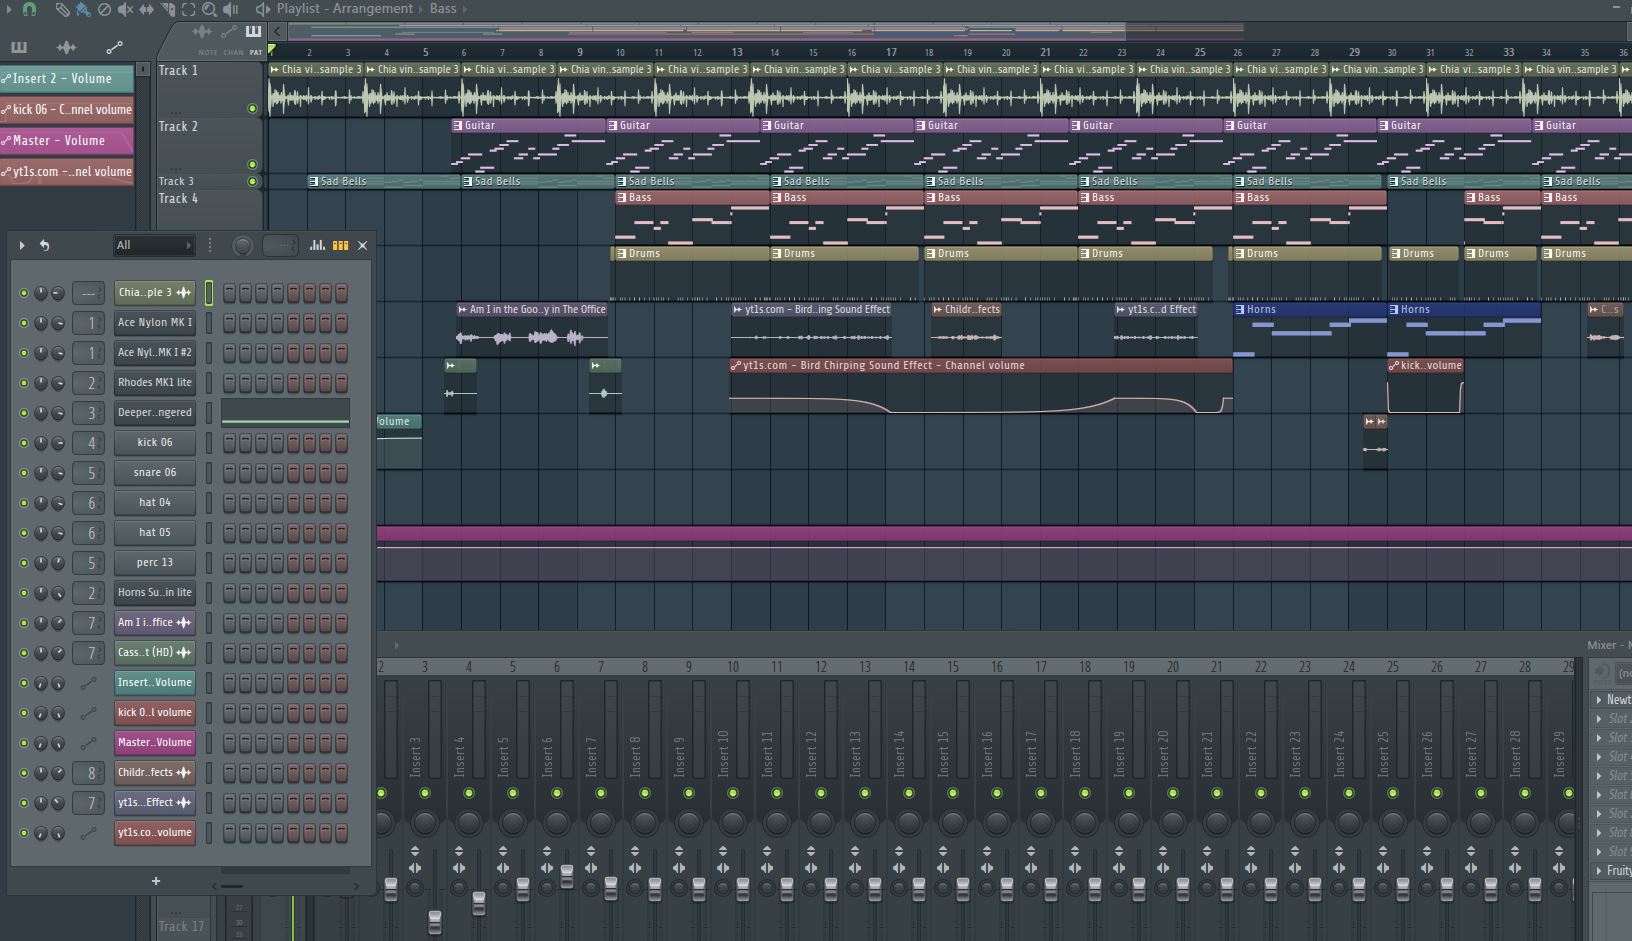 Playlist - Arrangement › Bass ›
NOTE CHAN PAT
2 3 4 5 6 7 8 9 10 11 12 13 14 15 16 17 18 19 20 21 22 23 24 25 26 27 28 29 30 31 32 33 34 35 36
Insert 2 - Volume
kick 06 - C..nnel volume
Master - Volume
yt1s.com -..nel volume
Track 1
Chia vi..sample 3 Chia vin..sample 3 Chia vi..sample 3 Chia vin..sample 3 Chia vi..sample 3 Chia vin..sample 3 Chia vin..sample 3 Chia vi..sample 3 Chia vin..sample 3 Chia vi..sample 3 Chia vin..sample 3 Chia vin..sample 3 Chia vi..sample 3 Chia vin..sample 3
Track 2
Guitar Guitar Guitar Guitar Guitar Guitar Guitar Guitar
Track 3
Sad Bells Sad Bells Sad Bells Sad Bells Sad Bells Sad Bells Sad Bells Sad Bells Sad Bells
Track 4
Bass Bass Bass Bass Bass Bass Bass
Drums Drums Drums Drums Drums Drums Drums Drums
Am I in the Goo..y in The Office yt1s.com - Bird..ing Sound Effect Childr..fects yt1s.c..d Effect Horns Horns C..s
yt1s.com - Bird Chirping Sound Effect - Channel volume kick..volume
olume
All
--- Chia..ple 3
1 Ace Nylon MK I
1 Ace Nyl..MK I #2
2 Rhodes MK1 lite
3 Deeper..ngered
4 kick 06
5 snare 06
6 hat 04
6 hat 05
5 perc 13
2 Horns Su..in lite
7 Am I i..ffice
7 Cass..t (HD)
Insert..Volume
kick 0..l volume
Master..Volume
8 Childr..fects
7 yt1s...Effect
yt1s.co..volume
+
Track 17
27
30
33
Mixer - M
2 3 4 5 6 7 8 9 10 11 12 13 14 15 16 17 18 19 20 21 22 23 24 25 26 27 28 29
Insert 3 Insert 4 Insert 5 Insert 6 Insert 7 Insert 8 Insert 9 Insert 10 Insert 11 Insert 12 Insert 13 Insert 14 Insert 15 Insert 16 Insert 17 Insert 18 Insert 19 Insert 20 Insert 21 Insert 22 Insert 23 Insert 24 Insert 25 Insert 26 Insert 27 Insert 28 Insert 29
(no
Newt
Slot
Slot
Slot
Slot
Slot
Slot
Slot
Slot
Fruity